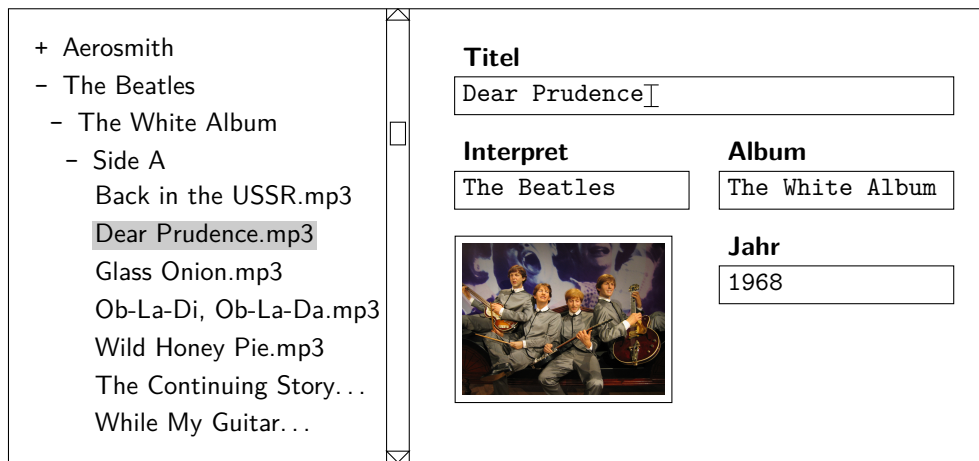 + Aerosmith
– The Beatles
– The White Album
– Side A
Back in the USSR.mp3
Dear Prudence.mp3
Glass Onion.mp3
Ob-La-Di, Ob-La-Da.mp3
Wild Honey Pie.mp3
The Continuing Story...
While My Guitar...
Titel
Dear Prudence
Interpret
The Beatles
Album
The White Album
Jahr
1968